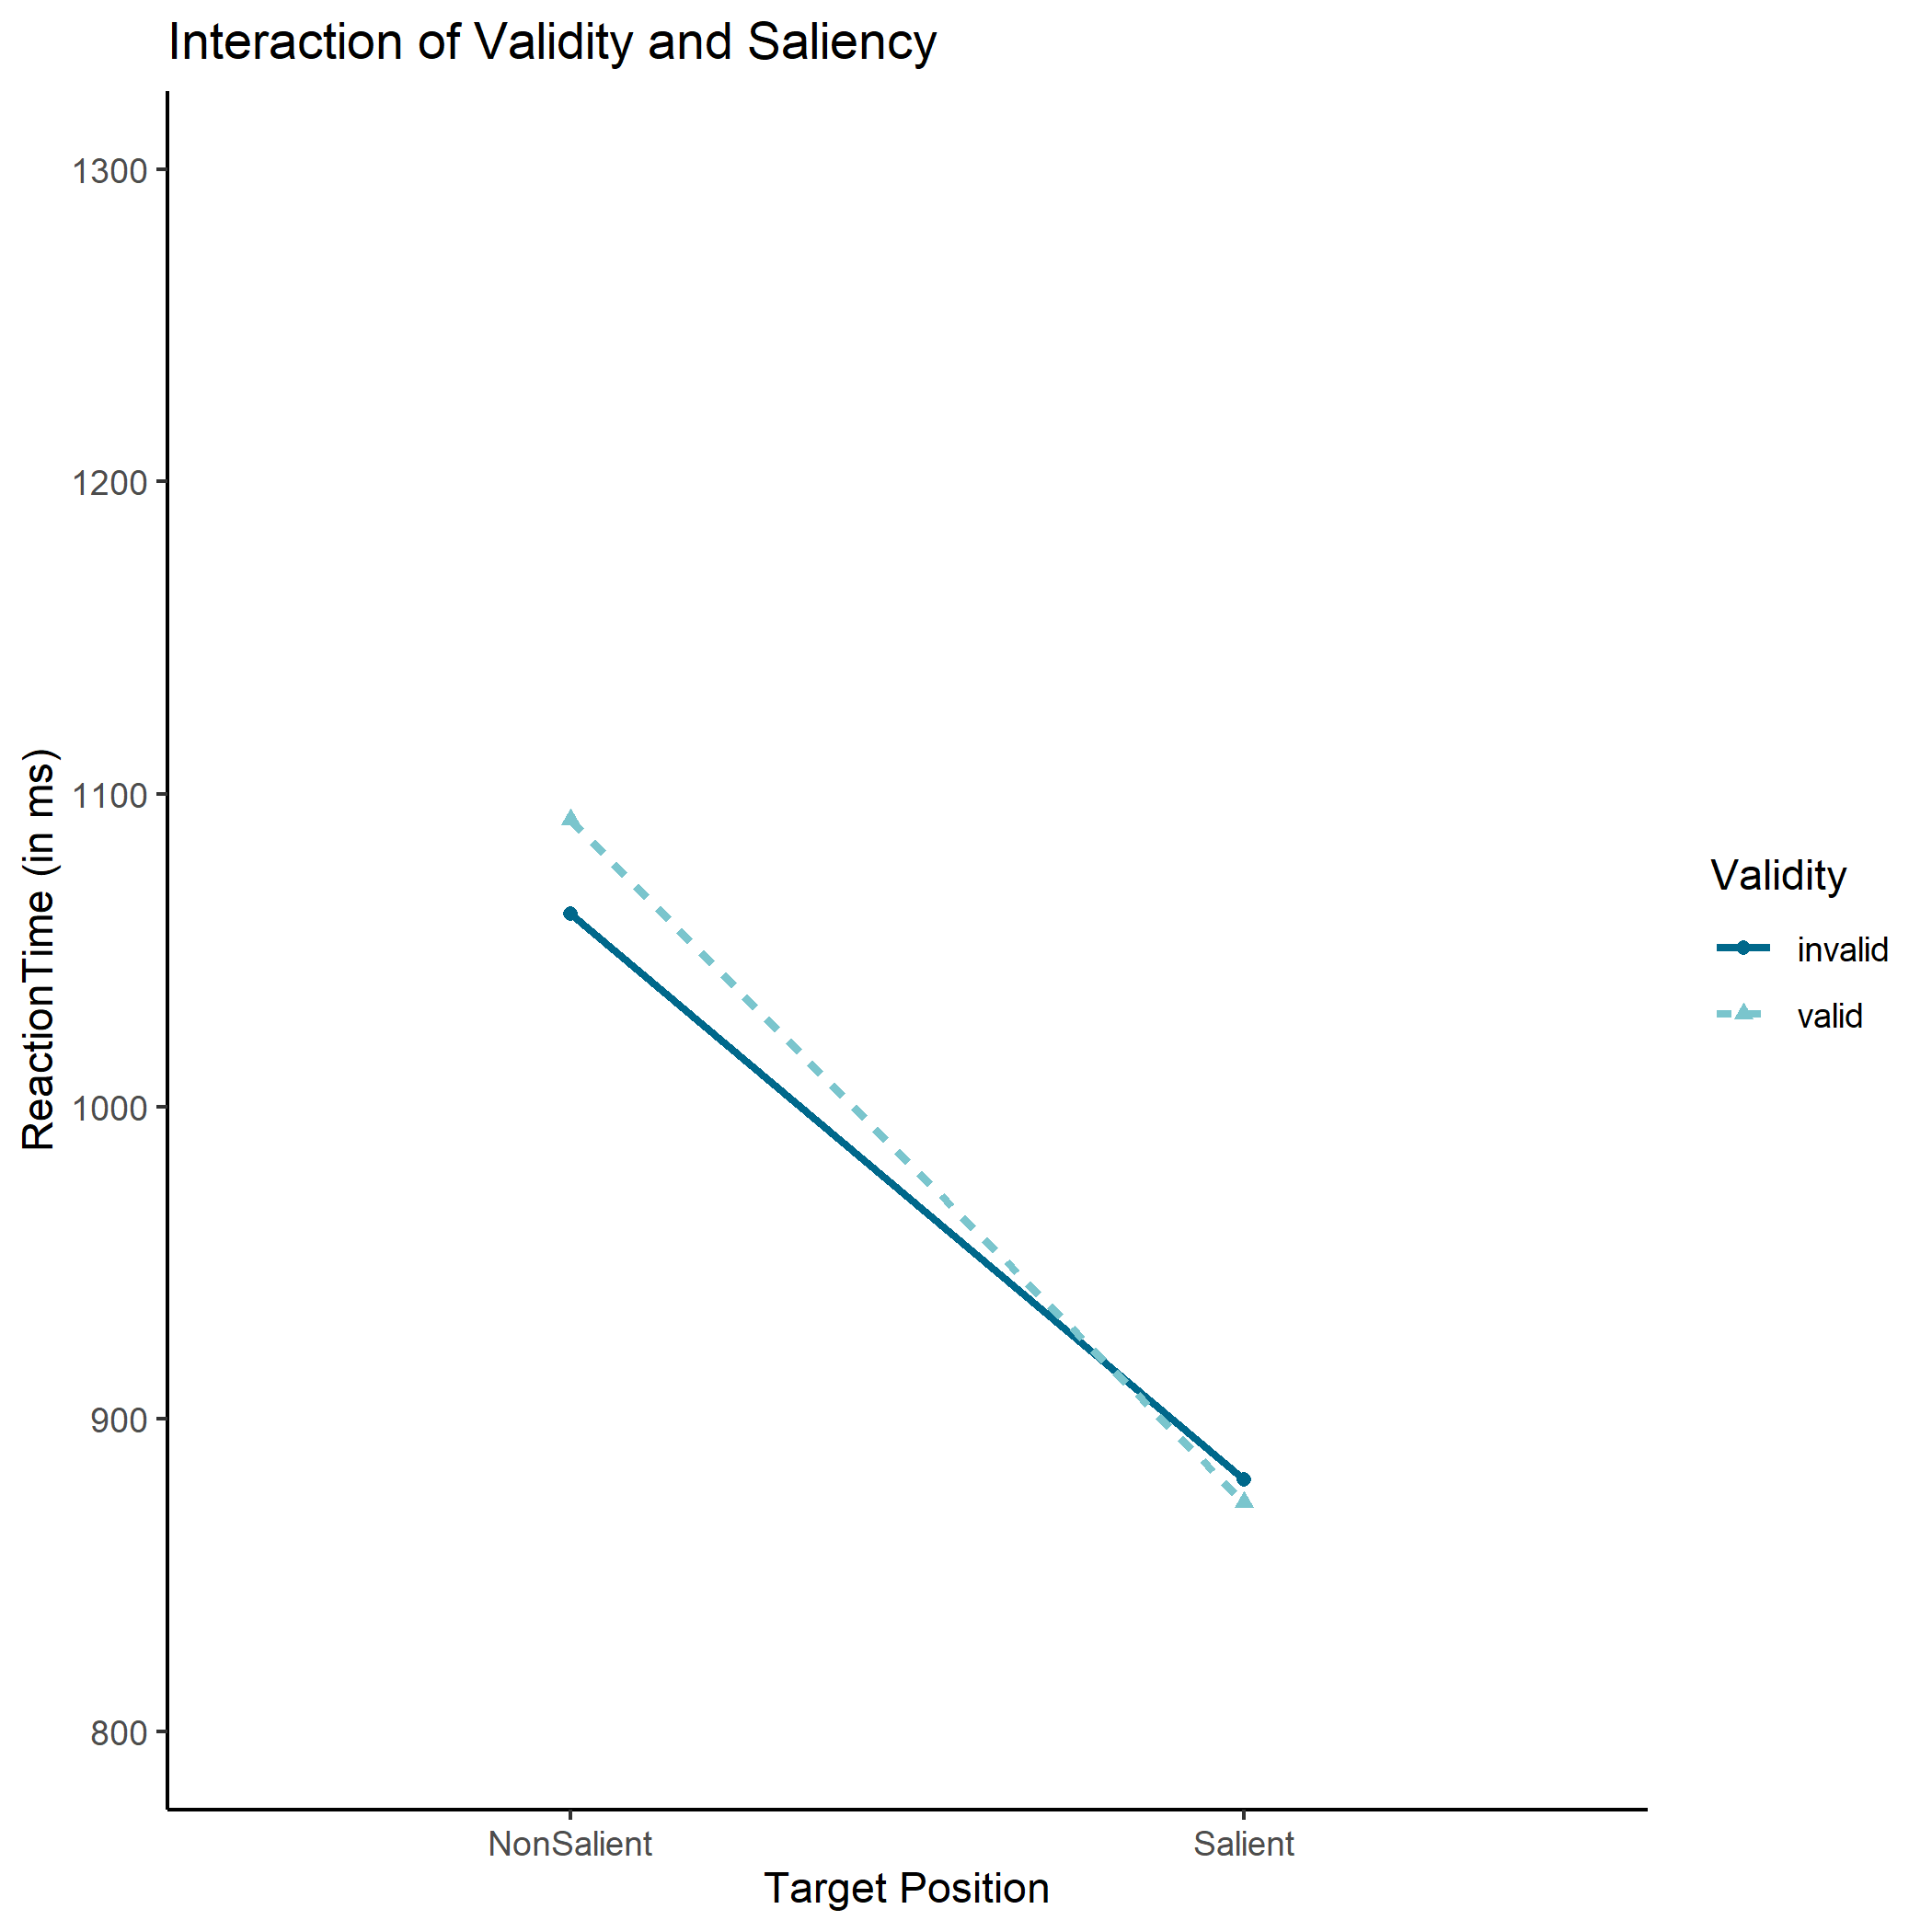 Interaction of Validity and Saliency
1300
1200
1100
1000
900
800
ReactionTime (in ms)
NonSalient
Salient
Target Position
Validity
invalid
valid